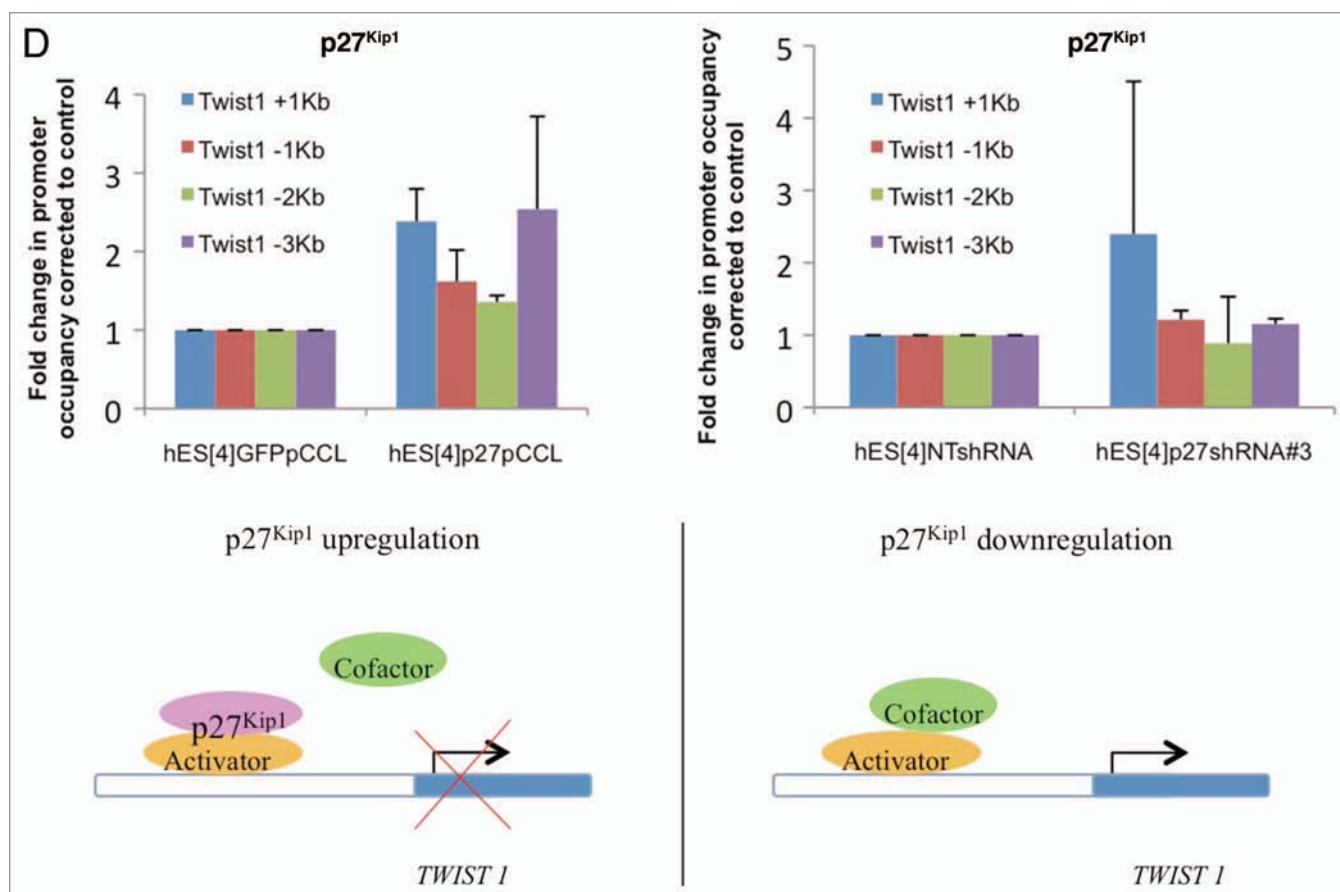 D
p27Kip1
Fold change in promoter
occupancy corrected to control
4
3
2
1
0
Twist1 +1Kb
Twist1 -1Kb
Twist1 -2Kb
Twist1 -3Kb
hES[4]GFPpCCL
hES[4]p27pCCL
p27Kip1
Fold change in promoter occupancy
corrected to control
5
4
3
2
1
0
Twist1 +1Kb
Twist1 -1Kb
Twist1 -2Kb
Twist1 -3Kb
hES[4]NTshRNA
hES[4]p27shRNA#3
p27Kip1 upregulation
Cofactor
p27Kip1
Activator
TWIST 1
p27Kip1 downregulation
Cofactor
Activator
TWIST 1